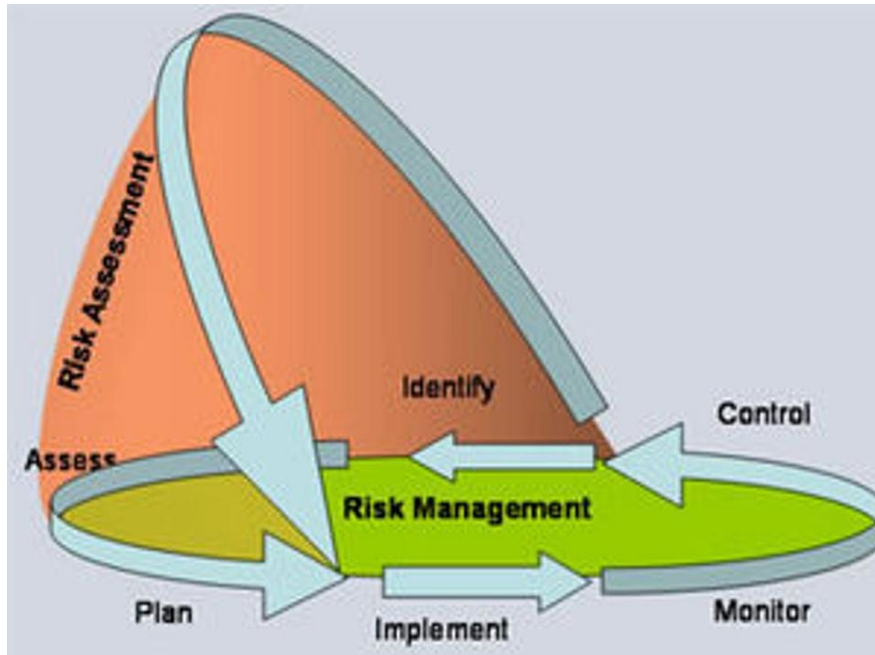 Risk Assessment
Identify
Control
Assess
Risk Management
Plan
Implement
Monitor